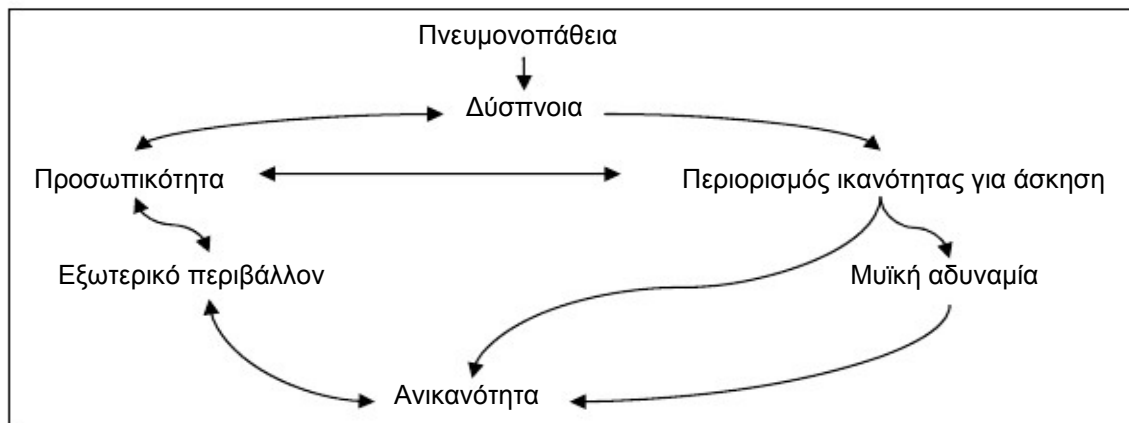 Πνευμονοπάθεια
Δύσπνοια
Προσωπικότητα
Περιορισμός ικανότητας για άσκηση
Εξωτερικό περιβάλλον
Μυϊκή αδυναμία
Ανικανότητα